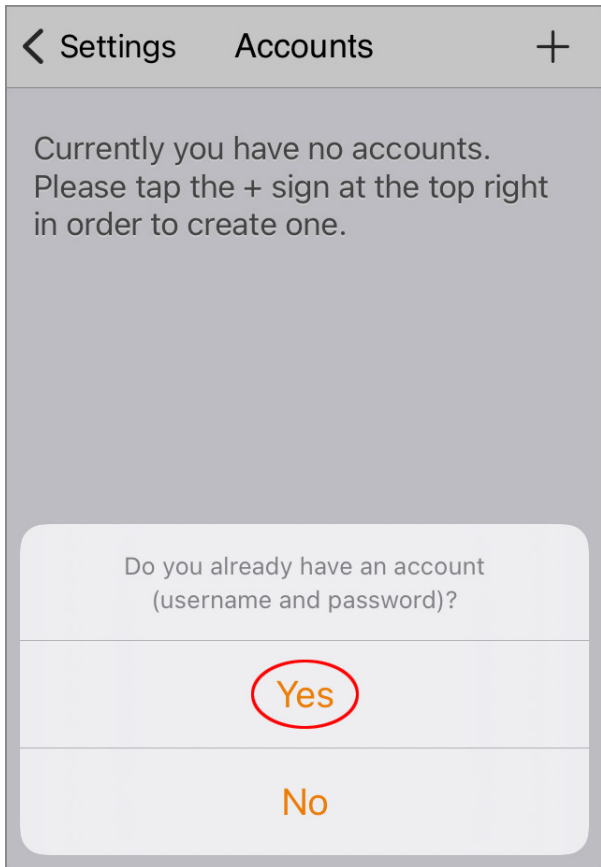 Settings Accounts +
Currently you have no accounts.
Please tap the + sign at the top right
in order to create one.
Do you already have an account
(username and password)?
Yes
No